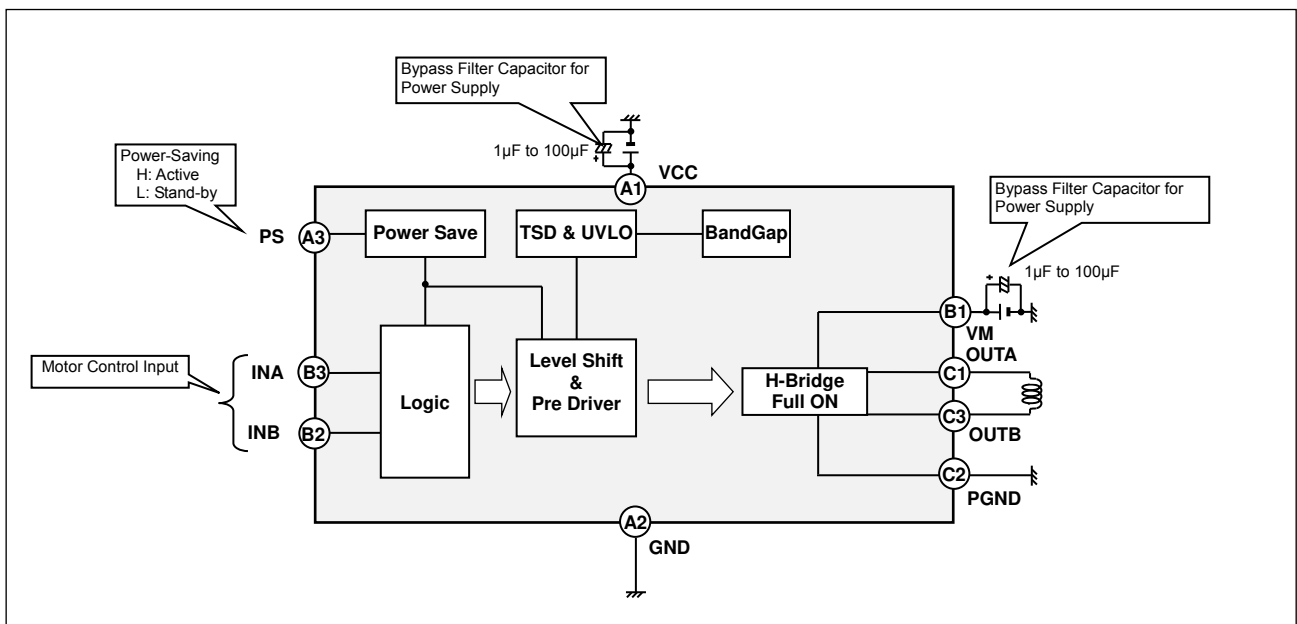 Bypass Filter Capacitor for
Power Supply
1µF to 100µF
+
VCC
A1
Power-Saving
H: Active
L: Stand-by
PS
A3
Power Save
TSD & UVLO
BandGap
Bypass Filter Capacitor for
Power Supply
+
1µF to 100µF
B1
VM
OUTA
C1
Motor Control Input
INA
B3
INB
B2
Logic
Level Shift
&
Pre Driver
H-Bridge
Full ON
C3
OUTB
C2
PGND
A2
GND